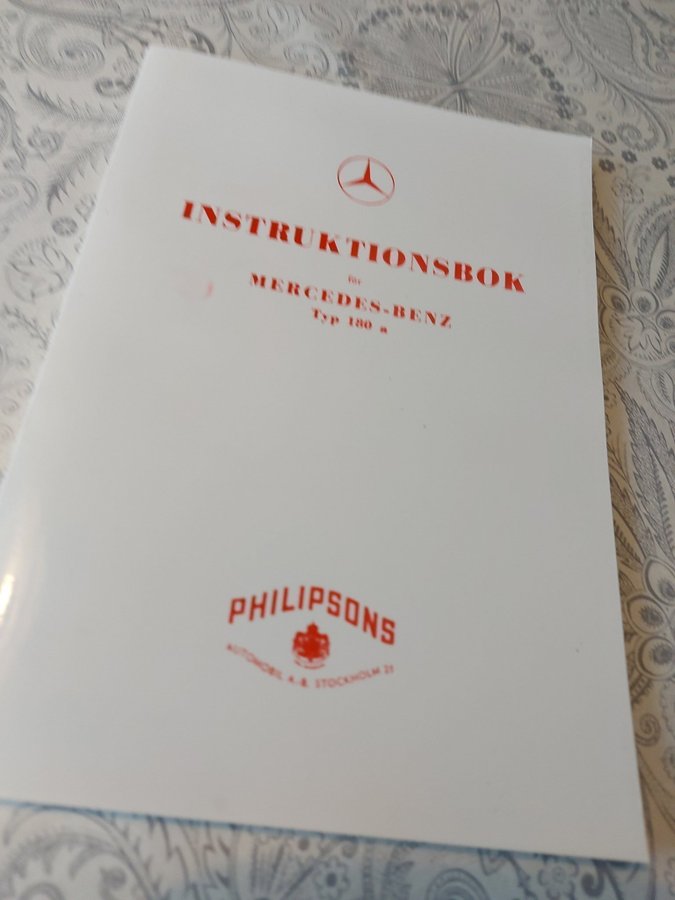 INSTRUKTIONSBOK
för
MERCEDES-BENZ
Typ 180 a
PHILIPSONS
AUTOMOBIL A.-B. STOCKHOLM 21